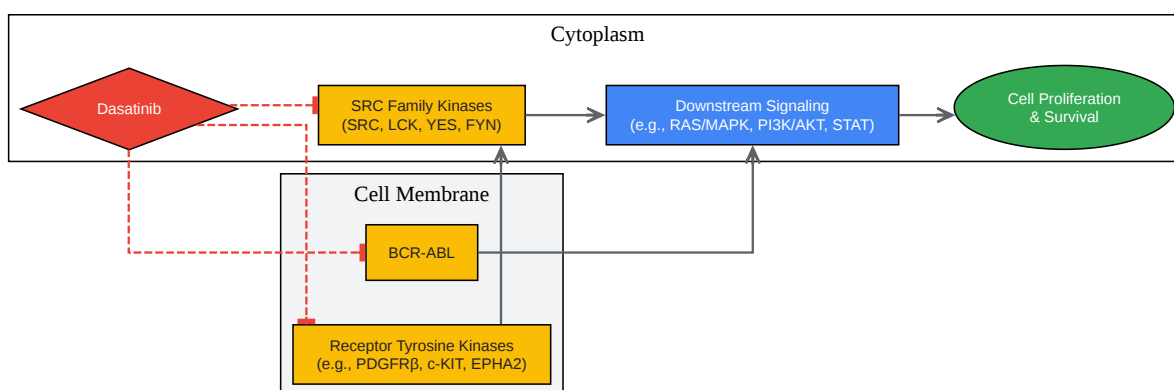 Cytoplasm
Dasatinib
SRC Family Kinases
(SRC, LCK, YES, FYN)
Downstream Signaling
(e.g., RAS/MAPK, PI3K/AKT, STAT)
Cell Proliferation
& Survival
Cell Membrane
BCR-ABL
Receptor Tyrosine Kinases
(e.g., PDGFRβ, c-KIT, EPHA2)